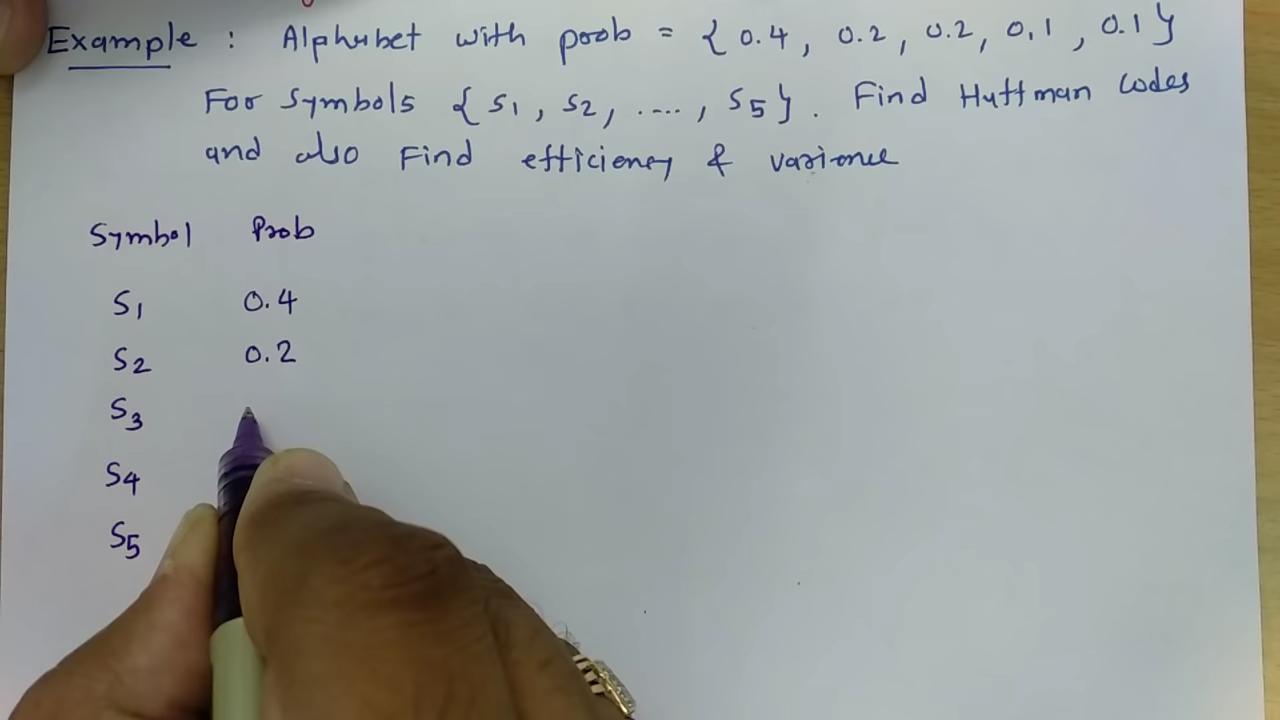 Example : Alphabet with prob = { 0.4, 0.2, 0.2, 0.1, 0.1 }
For Symbols { S1, S2, ...., S5 }. Find Huffman Codes
and also Find efficiency & varience
Symbol Prob
S1 0.4
S2 0.2
S3
S4
S5